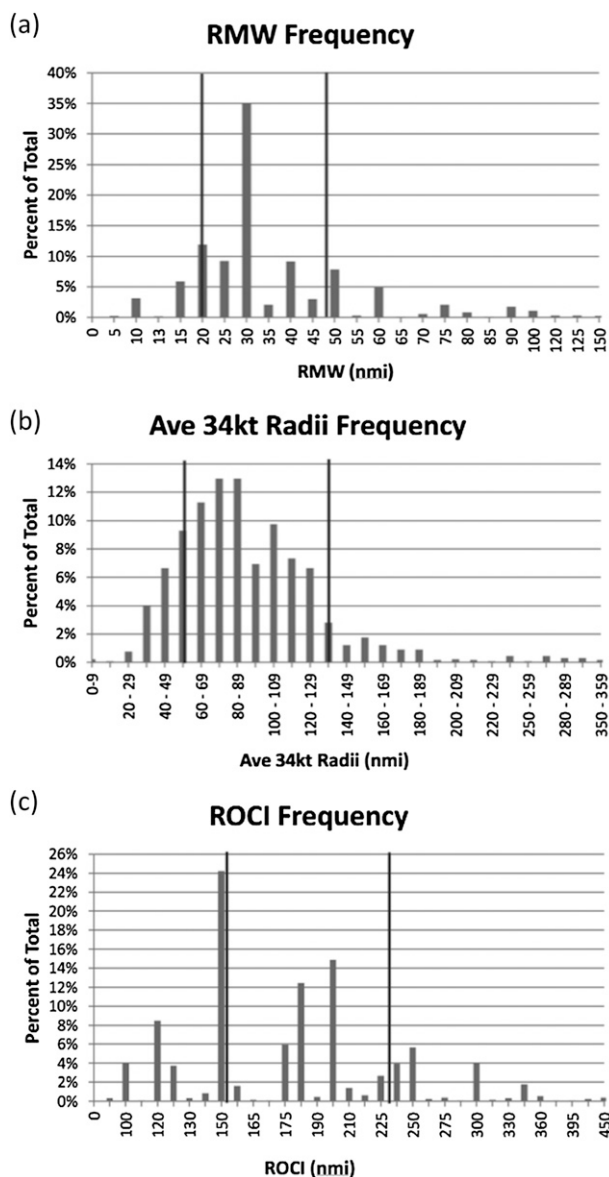 (a)
RMW Frequency
Percent of Total
40%
35%
30%
25%
20%
15%
10%
5%
0%
0 5 10 13 15 20 25 30 35 40 45 50 55 60 65 70 75 80 85 90 100 120 125 150
RMW (nmi)
(b)
Ave 34kt Radii Frequency
Percent of Total
14%
12%
10%
8%
6%
4%
2%
0%
0-9 20 - 29 40 - 49 60 - 69 80 - 89 100 - 109 120 - 129 140 - 149 160 - 169 180 - 189 200 - 209 220 - 229 250 - 259 280 - 289 350 - 359
Ave 34kt Radii (nmi)
(c)
ROCI Frequency
Percent of Total
26%
24%
22%
20%
18%
16%
14%
12%
10%
8%
6%
4%
2%
0%
0 100 120 130 150 165 175 190 210 225 250 275 300 330 360 395 450
ROCI (nmi)